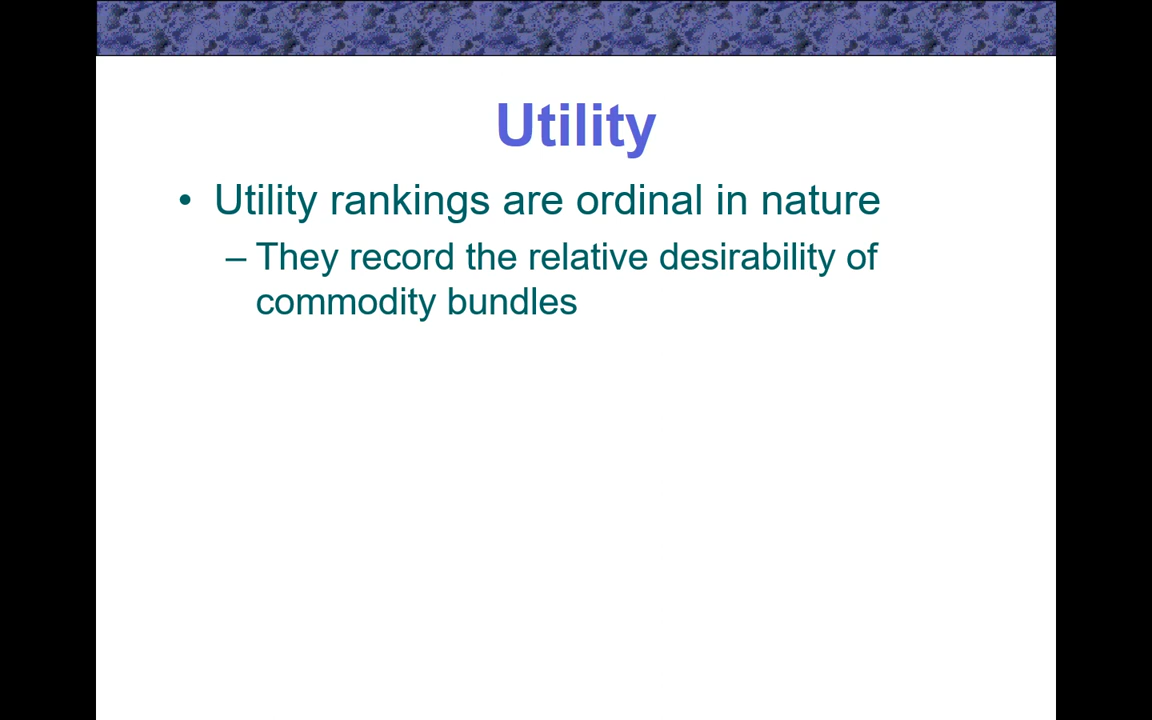 Utility
• Utility rankings are ordinal in nature
– They record the relative desirability of
commodity bundles